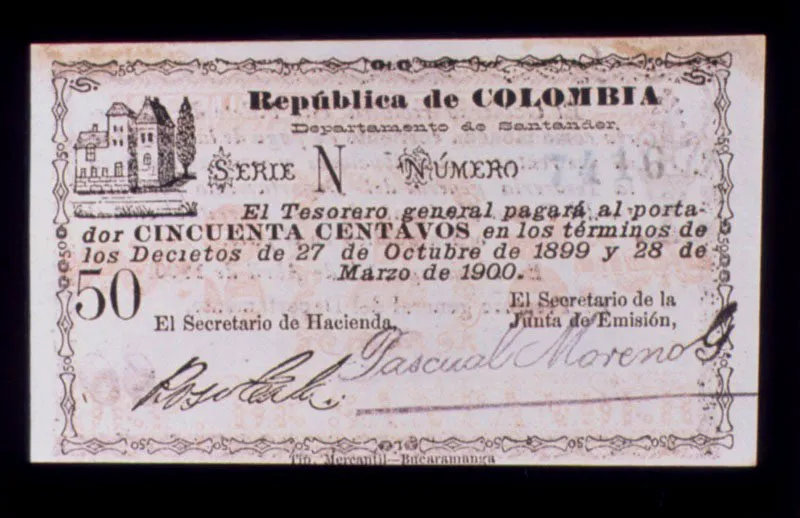 República de COLOMBIA
Departamento de Santander.
SERIE N NÚMERO 7416
El Tesorero general pagará al porta-
dor CINCUENTA CENTAVOS en los términos de
los Decretos de 27 de Octubre de 1899 y 28 de
Marzo de 1900.
50
El Secretario de Hacienda,
El Secretario de la
Junta de Emisión,
Pascual Moreno G
Tip. Mercantil—Bucaramanga